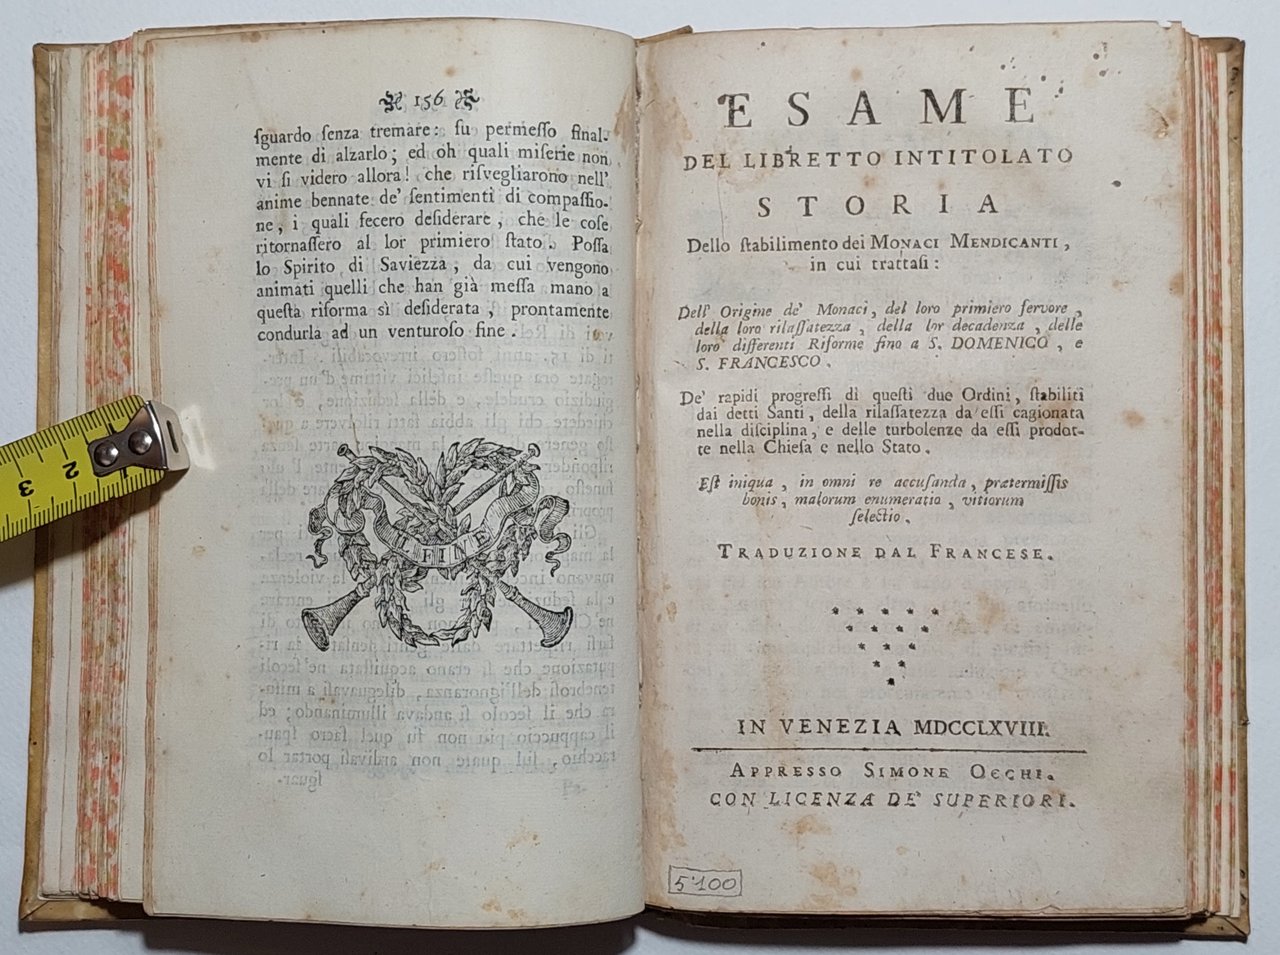 156
ſguardo ſenza tremare: fu permeſſo final-
mente di alzarlo; ed oh quali miſerie non
vi ſi videro allora! che riſvegliarono nell'
anime bennate de' ſentimenti di compaſſio-
ne, i quali fecero deſiderare, che le coſe
ritornaſſero al lor primiero ſtato. Poſſa
lo Spirito di Saviezza, da cui vengono
animati quelli che han già meſſa mano a
queſta riforma sì deſiderata, prontamente
condurla ad un venturoſo fine.
IL FINE
2
3
ESAME
DEL LIBRETTO INTITOLATO
STORIA
Dello ſtabilimento dei MONACI MENDICANTI,
in cui trattaſi:
Dell' Origine de' Monaci, del loro primiero fervore,
della loro rilaſſatezza, della lor decadenza, delle
loro differenti Riforme fino a S. DOMENICO, e
S. FRANCESCO.
De' rapidi progreſſi di queſti due Ordini, ſtabiliti
dai detti Santi, della rilaſſatezza da eſſi cagionata
nella diſciplina, e delle turbolenze da eſſi prodot-
te nella Chieſa e nello Stato.
Eſt iniqua, in omni re accuſanda, prætermiſſis
bonis, malorum enumeratio, vitiorum
ſelectio.
TRADUZIONE DAL FRANCESE.
IN VENEZIA MDCCLXVIII.
APPRESSO SIMONE OCCHI.
CON LICENZA DE' SUPERIORI.
5'100